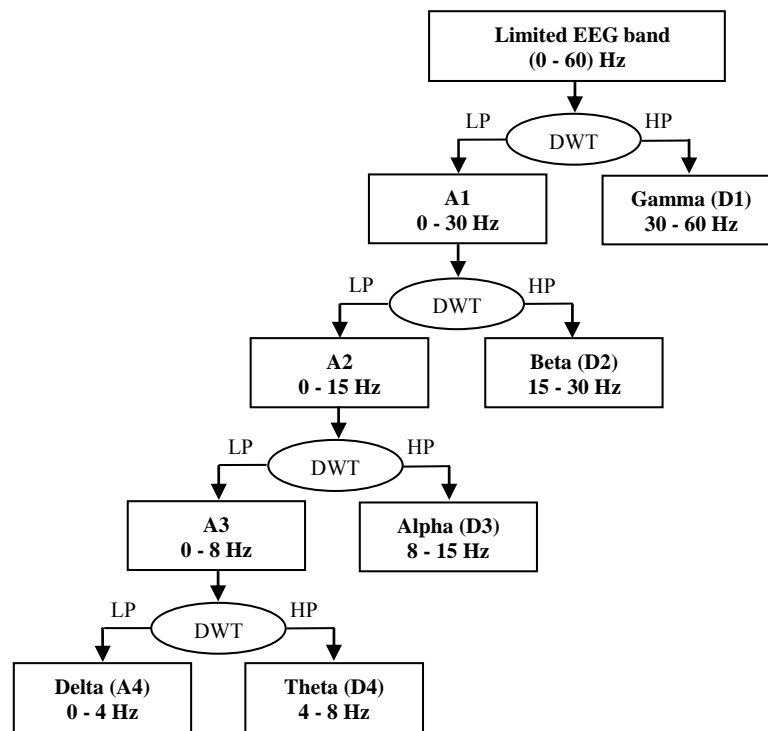 Limited EEG band
(0 - 60) Hz
LP
HP
DWT
A1
0 - 30 Hz
Gamma (D1)
30 - 60 Hz
LP
HP
DWT
A2
0 - 15 Hz
Beta (D2)
15 - 30 Hz
LP
HP
DWT
A3
0 - 8 Hz
Alpha (D3)
8 - 15 Hz
LP
HP
DWT
Delta (A4)
0 - 4 Hz
Theta (D4)
4 - 8 Hz